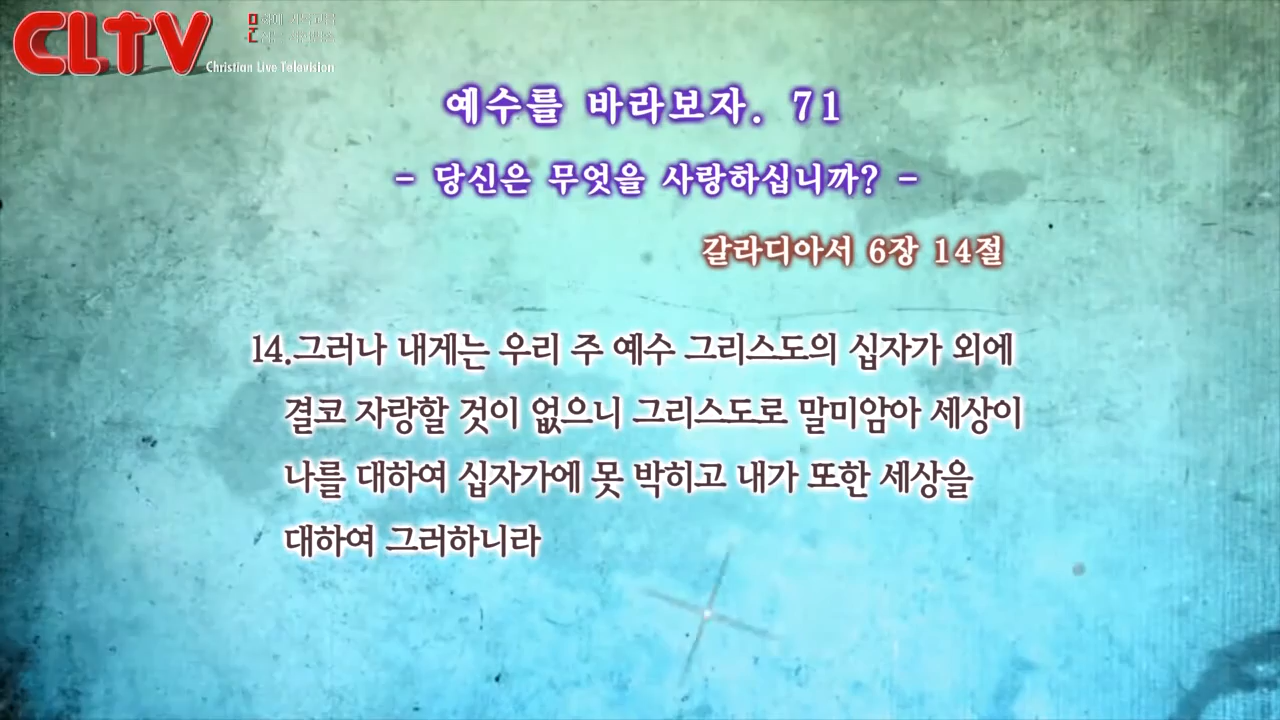 CLTV
Christian Live Television
예수를 바라보자. 71
- 당신은 무엇을 사랑하십니까? -
갈라디아서 6장 14절
14.그러나 내게는 우리 주 예수 그리스도의 십자가 외에
결코 자랑할 것이 없으니 그리스도로 말미암아 세상이
나를 대하여 십자가에 못 박히고 내가 또한 세상을
대하여 그러하니라